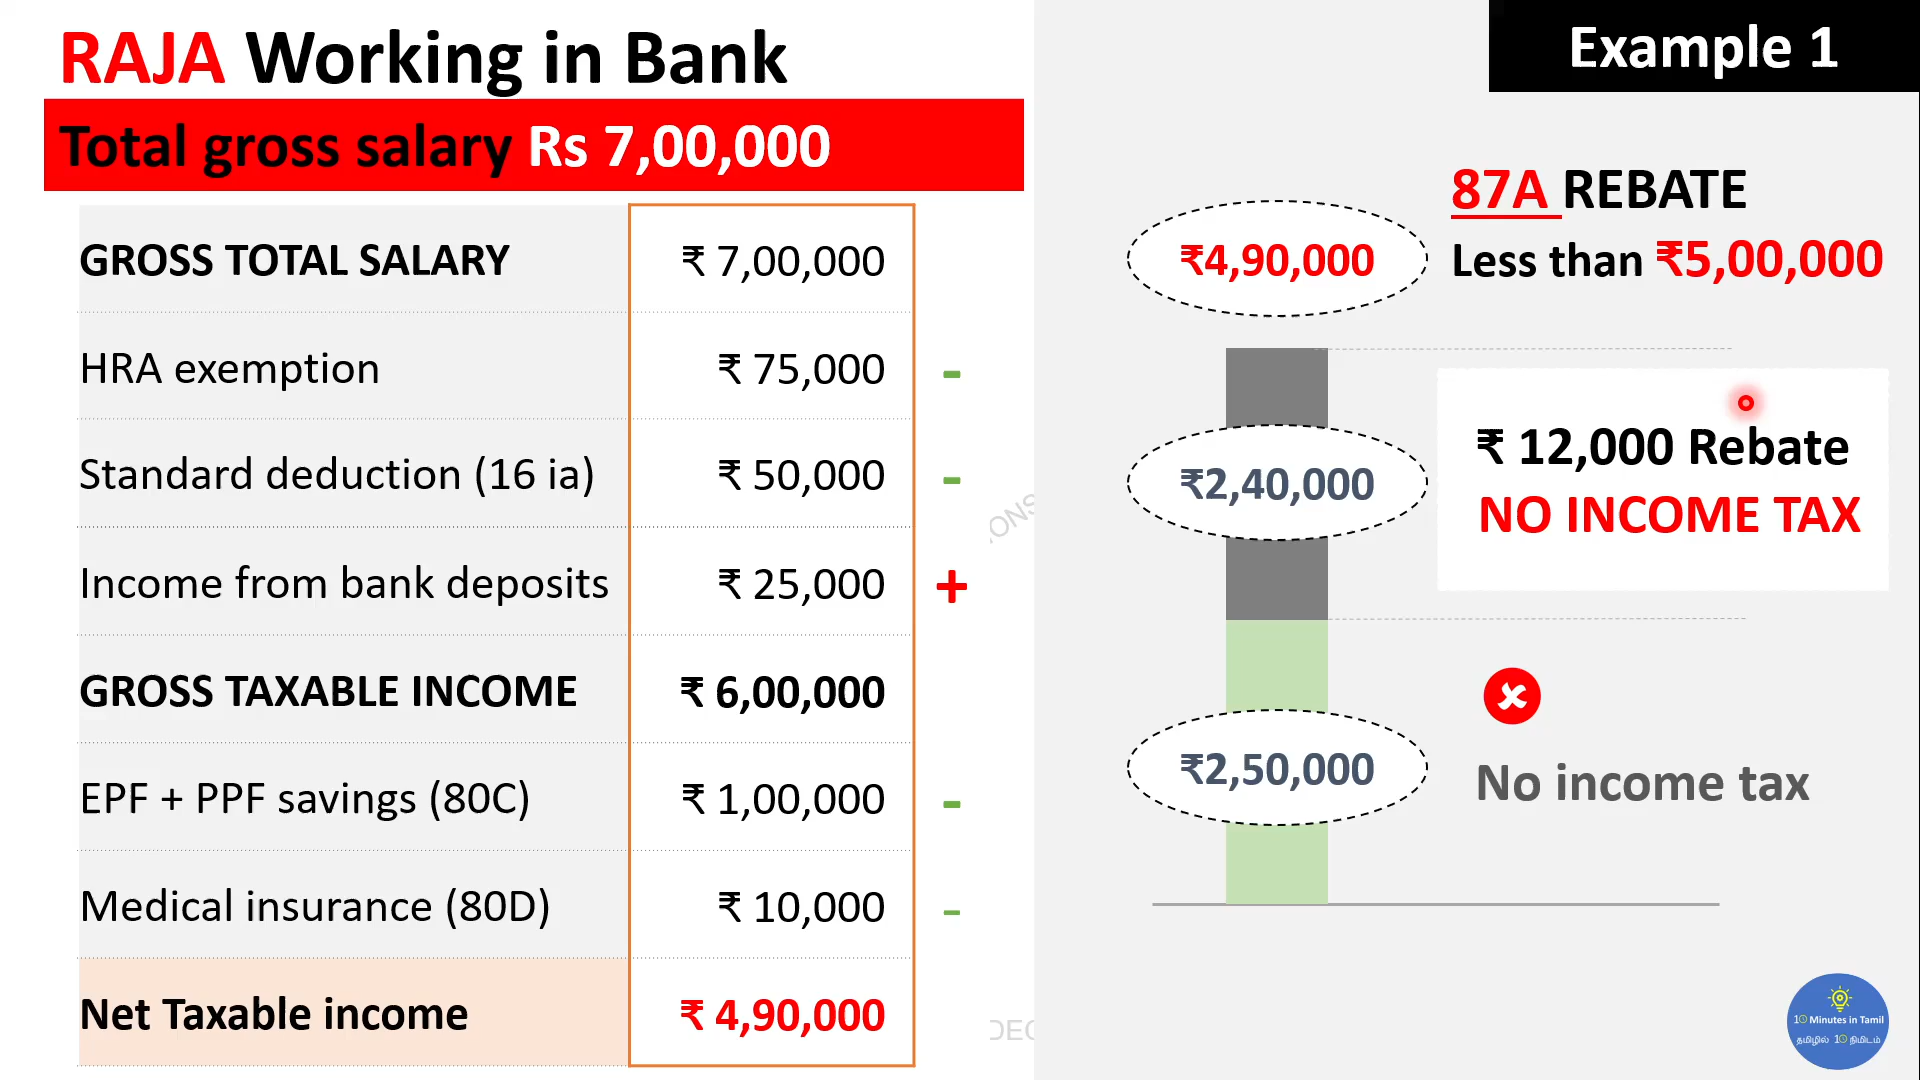 RAJA Working in Bank
Total gross salary Rs 7,00,000
GROSS TOTAL SALARY ₹ 7,00,000
HRA exemption ₹ 75,000 -
Standard deduction (16 ia) ₹ 50,000 -
Income from bank deposits ₹ 25,000 +
GROSS TAXABLE INCOME ₹ 6,00,000
EPF + PPF savings (80C) ₹ 1,00,000 -
Medical insurance (80D) ₹ 10,000 -
Net Taxable income ₹ 4,90,000
Example 1
87A REBATE
₹4,90,000 Less than ₹5,00,000
₹2,40,000
₹ 12,000 Rebate
NO INCOME TAX
₹2,50,000
No income tax
10 Minutes in Tamil
தமிழில் 10 நிமிடம்